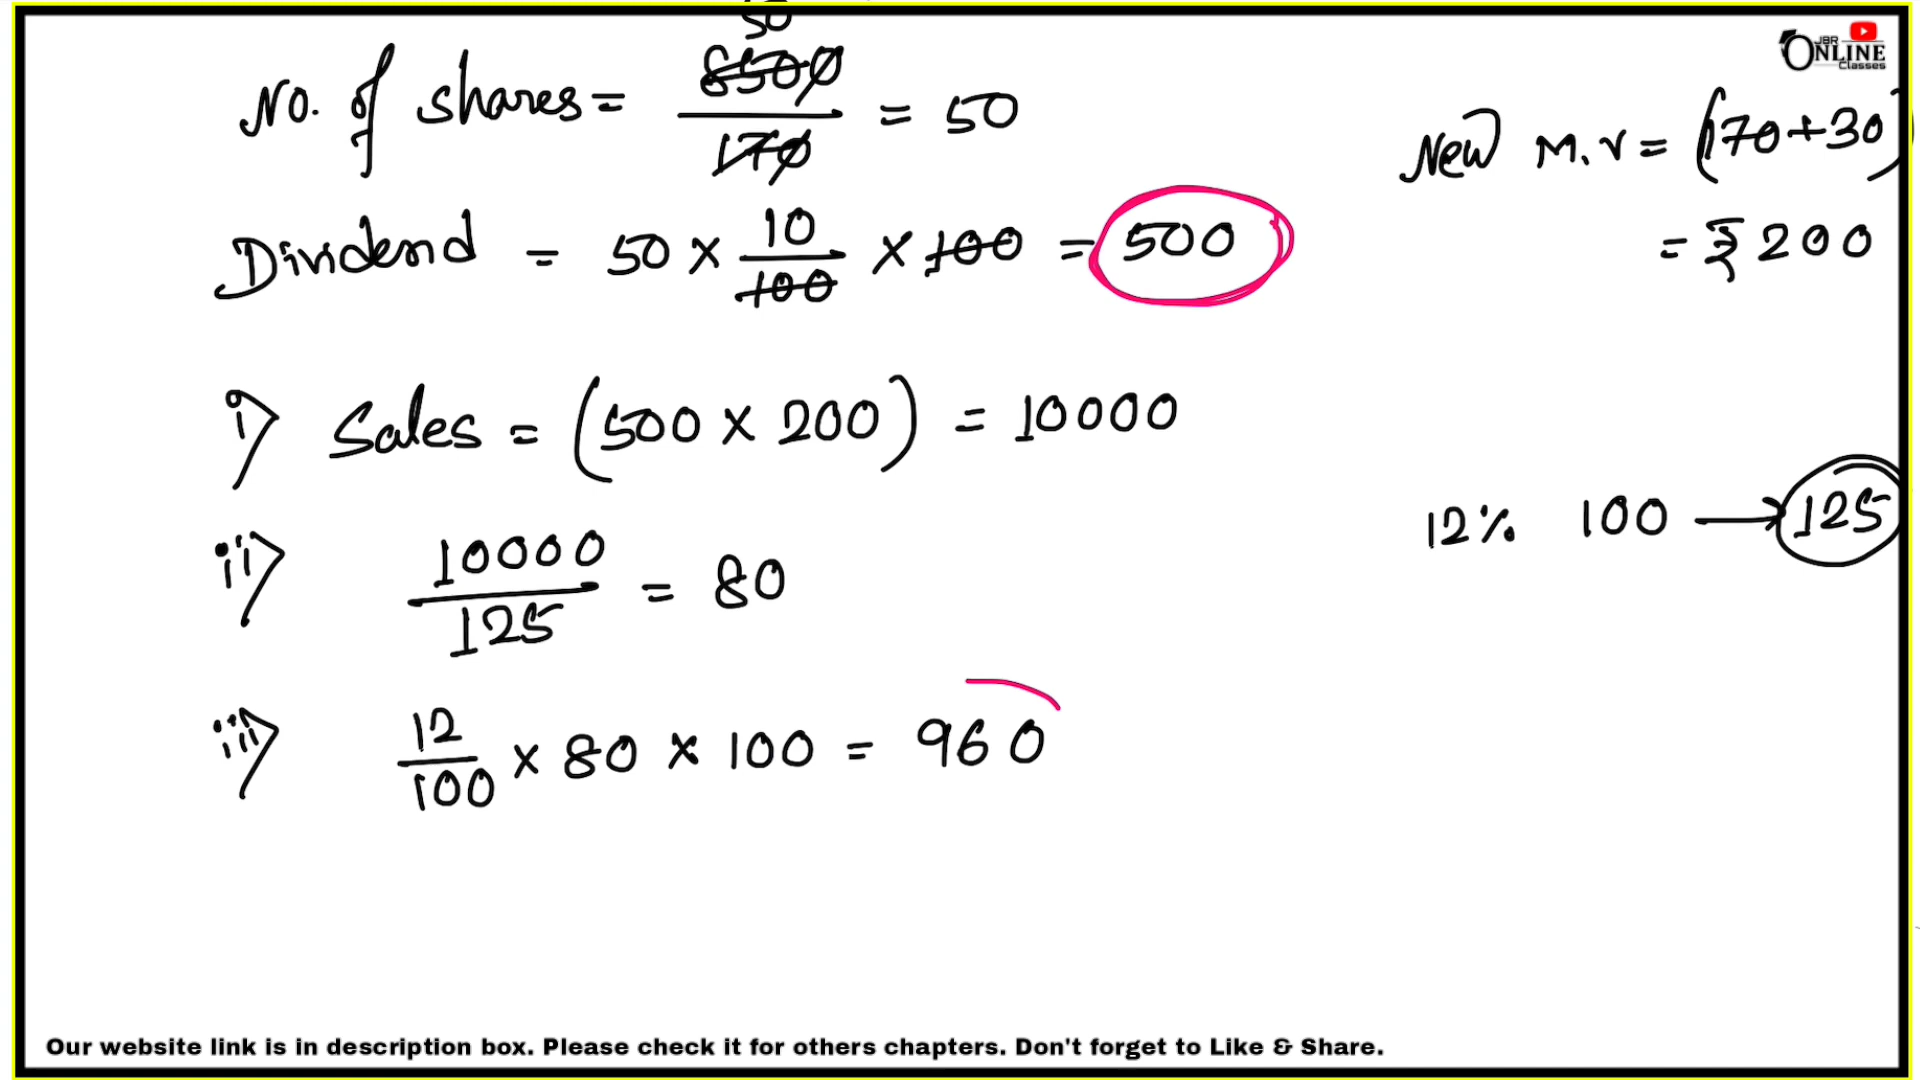 50
No. of shares = 8500/170 = 50
JBR ONLINE Classes
New M.V = (170+30)
= ₹ 200
Dividend = 50 × 10/100 × 100 = 500
i) Sales = (500 × 200) = 10000
12% 100 → 125
ii) 10000/125 = 80
iii) 12/100 × 80 × 100 = 960
Our website link is in description box. Please check it for others chapters. Don't forget to Like & Share.